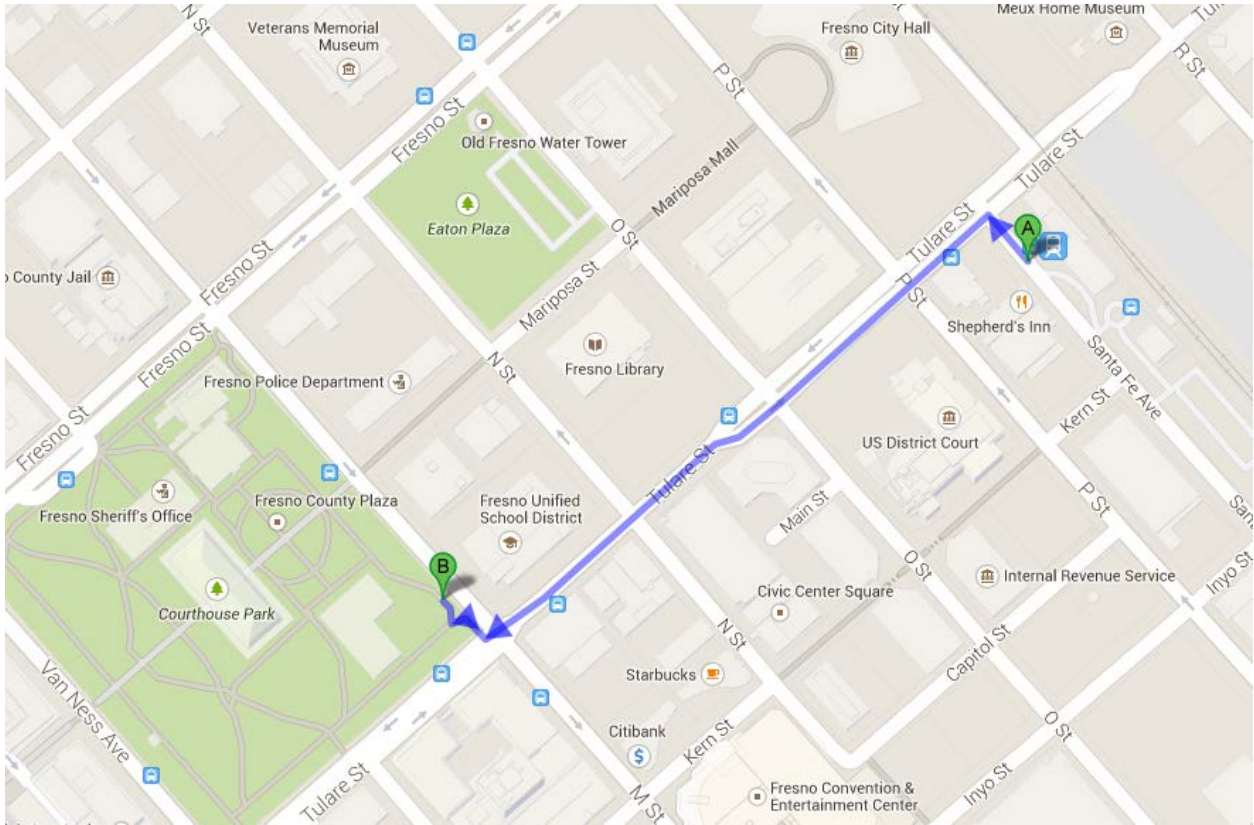 N St
Veterans Memorial
Museum
Fresno City Hall
Meux Home Museum
R St
P St
Fresno St
Old Fresno Water Tower
Mariposa Mall
Tulare St
Eaton Plaza
O St
Tulare St
A
Fresno St
o County Jail
Mariposa St
P St
Shepherd's Inn
Fresno St
N St
Fresno Library
Santa Fe Ave
Fresno Police Department
Kern St
Fresno St
US District Court
Tulare St
Fresno County Plaza
Fresno Unified
School District
Main St
P St
Fresno Sheriff's Office
B
O St
Internal Revenue Service
Inyo St
Civic Center Square
Courthouse Park
N St
Capitol St
Starbucks
Van Ness Ave
Citibank
$
Kern St
O St
Tulare St
M St
Fresno Convention &
Entertainment Center
Inyo St